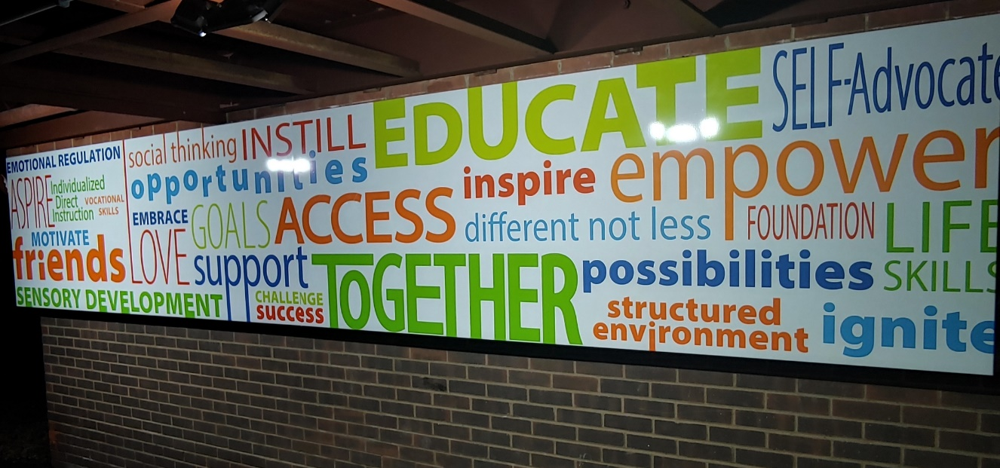 EMOTIONAL REGULATION
ASPIRE
Individualized
Direct
Instruction
VOCATIONAL
SKILLS
MOTIVATE
friends
SENSORY DEVELOPMENT
social thinking
INSTILL
opportunities
EMBRACE
LOVE
GOALS
ACCESS
support
CHALLENGE
success
EDUCATE
inspire
different not less
ToGETHER
SELF-Advocate
empower
FOUNDATION
LIFE
SKILLS
possibilities
structured
environment
ignite